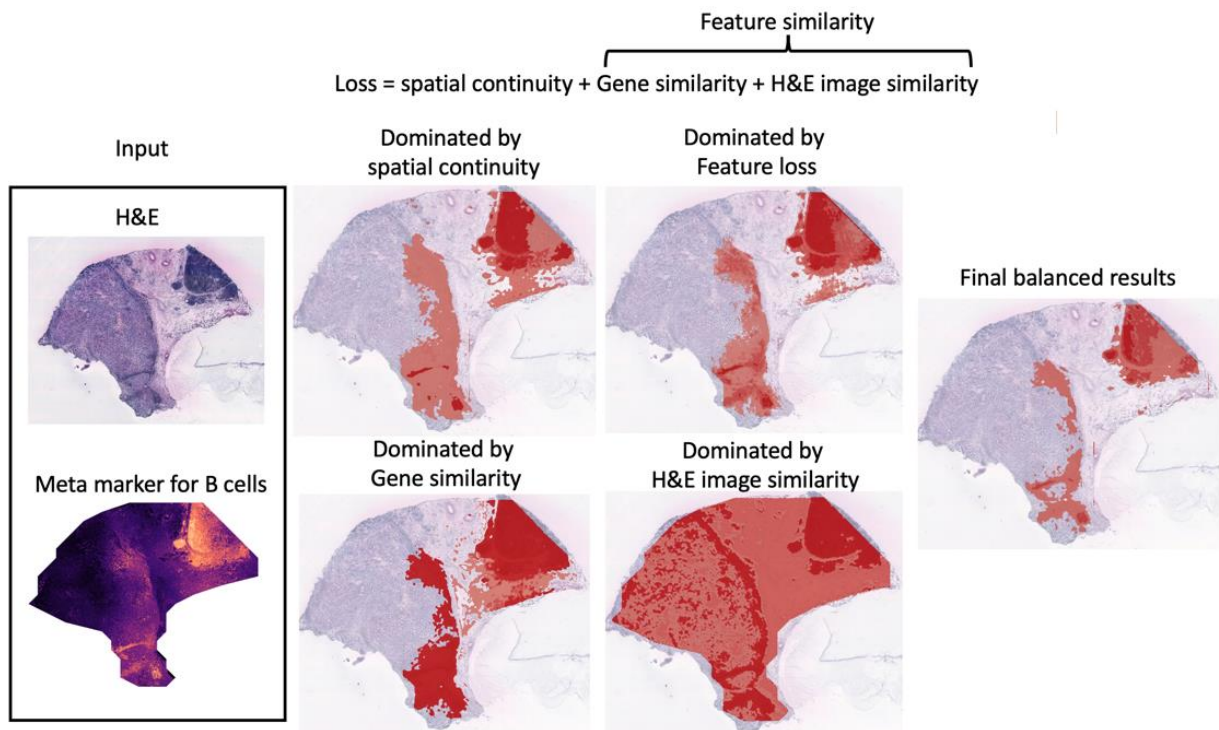 Feature similarity
Loss = spatial continuity + Gene similarity + H&E image similarity
Input
H&E
Meta marker for B cells
Dominated by
spatial continuity
Dominated by
Feature loss
Dominated by
Gene similarity
Dominated by
H&E image similarity
Final balanced results